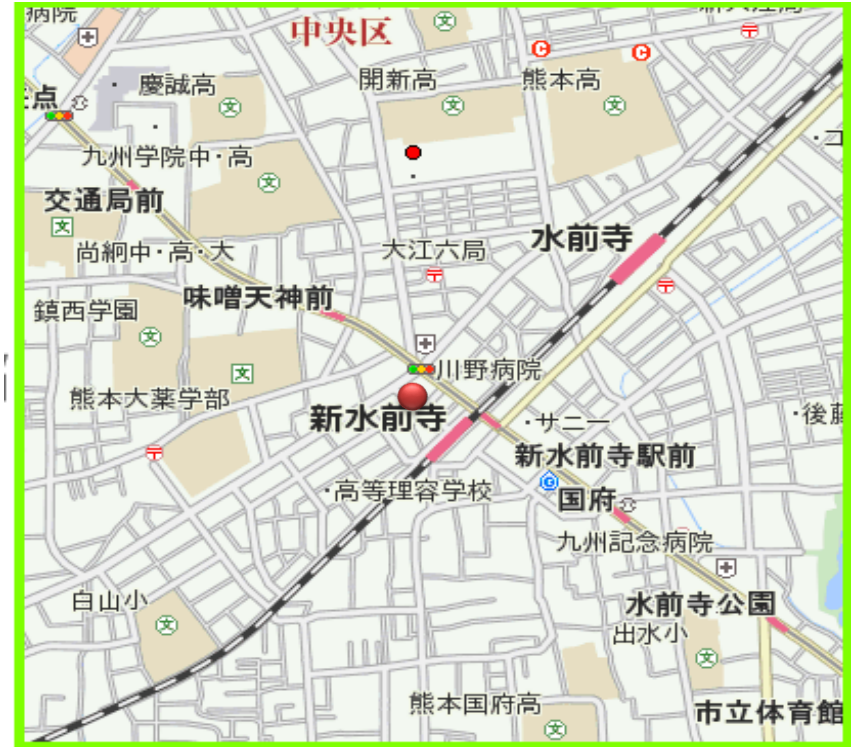 病院
中央区
慶誠高
開新高
熊本高
点
九州学院中・高
交通局前
水前寺
尚絅中・高・大
大江六局
味噌天神前
鎮西学園
川野病院
熊本大薬学部
新水前寺
・サニー
・後藤
新水前寺駅前
・高等理容学校
国府
九州記念病院
白山小
水前寺公園
出水小
熊本国府高
市立体育館